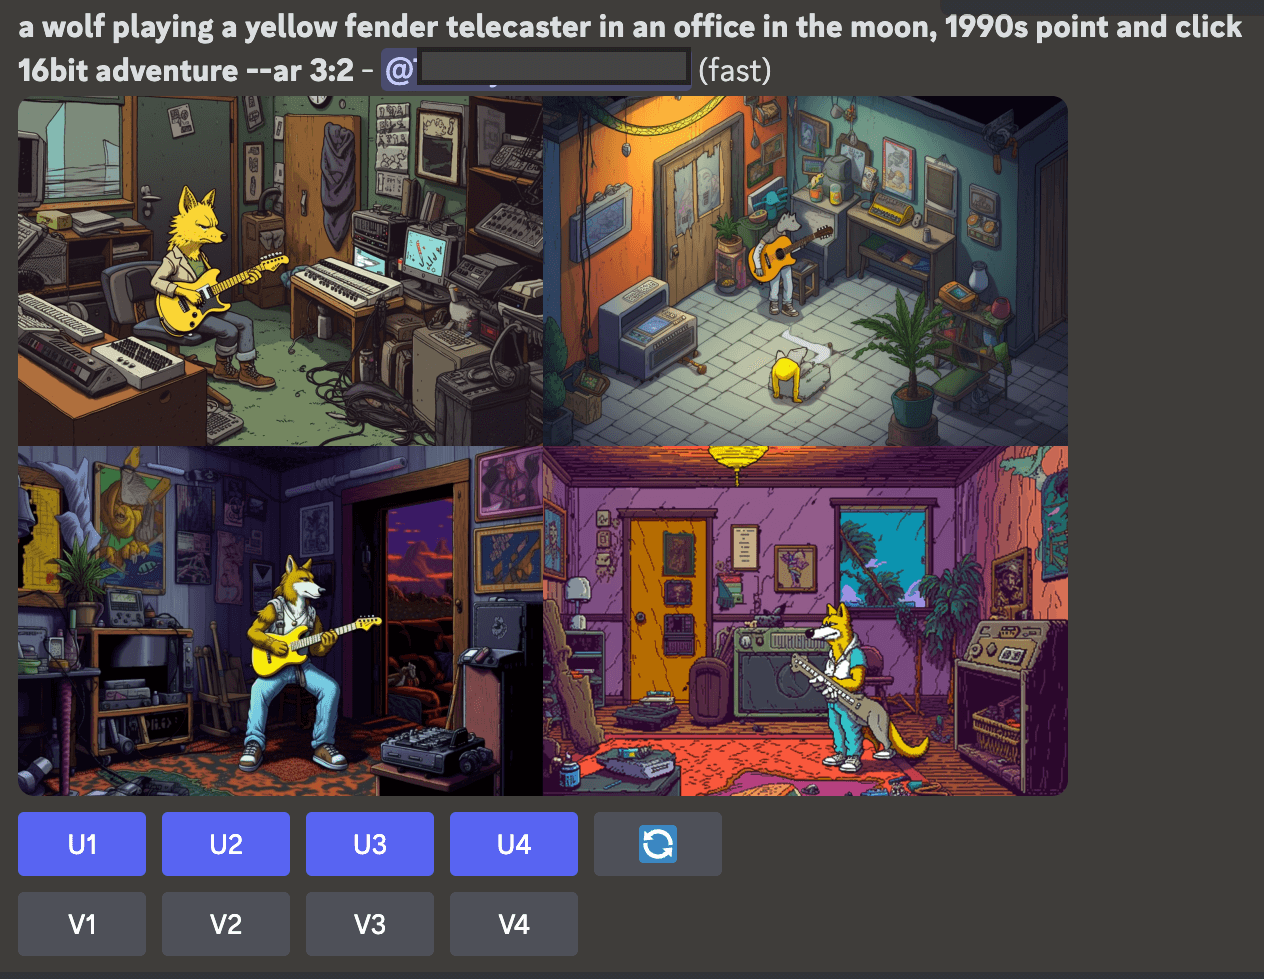 a wolf playing a yellow fender telecaster in an office in the moon, 1990s point and click
16bit adventure --ar 3:2 - @ (fast)
U1 U2 U3 U4
V1 V2 V3 V4